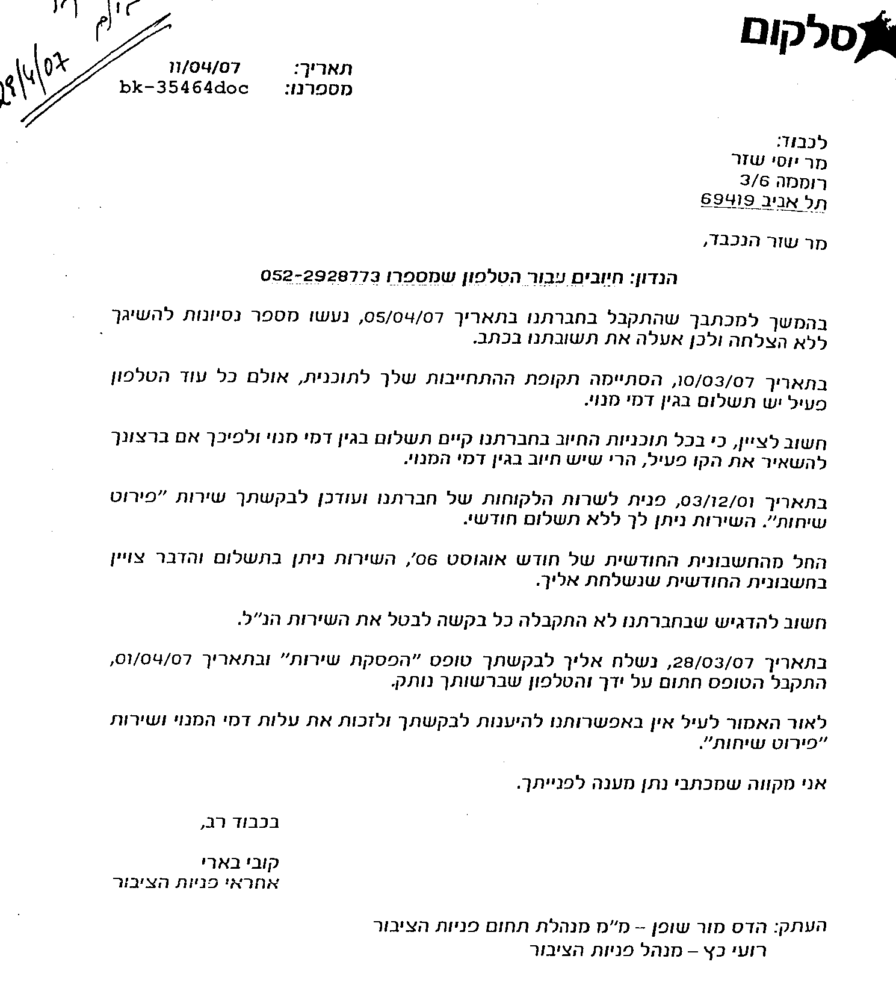 סלקום
29/4/07
תאריך: 11/04/07
מספרנו: bk-35464doc
לכבוד:
מר יוסי שזר
רוממה 3/6
תל אביב 69419
מר שזר הנכבד,
הנדון: חיובים עבור הטלפון שמספרו 052-2928773
בהמשך למכתבך שהתקבל בחברתנו בתאריך 05/04/07, נעשו מספר נסיונות להשיגך
ללא הצלחה ולכן אעלה את תשובתנו בכתב.
בתאריך 10/03/07, הסתיימה תקופת ההתחייבות שלך לתוכנית, אולם כל עוד הטלפון
פעיל יש תשלום בגין דמי מנוי.
חשוב לציין, כי בכל תוכניות החיוב בחברתנו קיים תשלום בגין דמי מנוי ולפיכך אם ברצונך
להשאיר את הקו פעיל, הרי שיש חיוב בגין דמי המנוי.
בתאריך 03/12/01, פנית לשרות הלקוחות של חברתנו ועודכן לבקשתך שירות "פירוט
שיחות". השירות ניתן לך ללא תשלום חודשי.
החל מהחשבונית החודשית של חודש אוגוסט 06', השירות ניתן בתשלום והדבר צויין
בחשבונית החודשית שנשלחת אליך.
חשוב להדגיש שבחברתנו לא התקבלה כל בקשה לבטל את השירות הנ"ל.
בתאריך 28/03/07, נשלח אליך לבקשתך טופס "הפסקת שירות" ובתאריך 01/04/07,
התקבל הטופס חתום על ידך והטלפון שברשותך נותק.
לאור האמור לעיל אין באפשרותנו להיענות לבקשתך ולזכות את עלות דמי המנוי ושירות
"פירוט שיחות".
אני מקווה שמכתבי נתן מענה לפנייתך.
בכבוד רב,
קובי בארי
אחראי פניות הציבור
העתק: הדס מור שופן – מ"מ מנהלת תחום פניות הציבור
רועי כץ – מנהל פניות הציבור